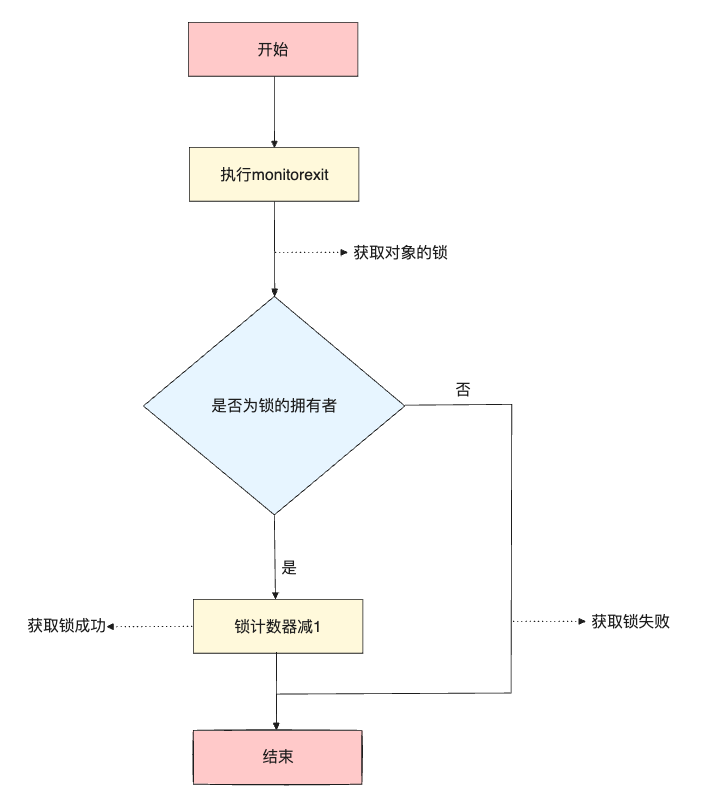 开始
执行monitorexit
获取对象的锁
是否为锁的拥有者
否
是
获取锁成功
锁计数器减1
获取锁失败
结束